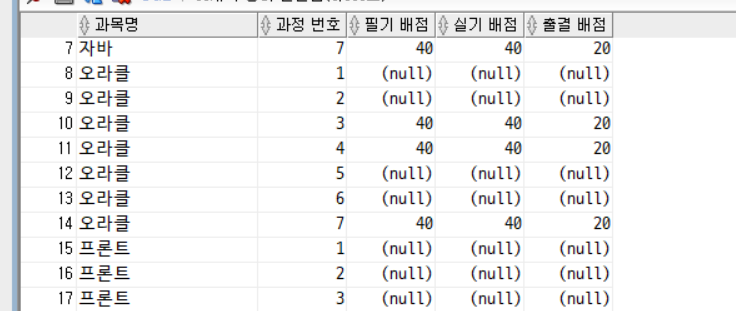 과목명 과정 번호 필기 배점 실기 배점 출결 배점
7 자바 7 40 40 20
8 오라클 1 (null) (null) (null)
9 오라클 2 (null) (null) (null)
10 오라클 3 40 40 20
11 오라클 4 40 40 20
12 오라클 5 (null) (null) (null)
13 오라클 6 (null) (null) (null)
14 오라클 7 40 40 20
15 프론트 1 (null) (null) (null)
16 프론트 2 (null) (null) (null)
17 프론트 3 (null) (null) (null)